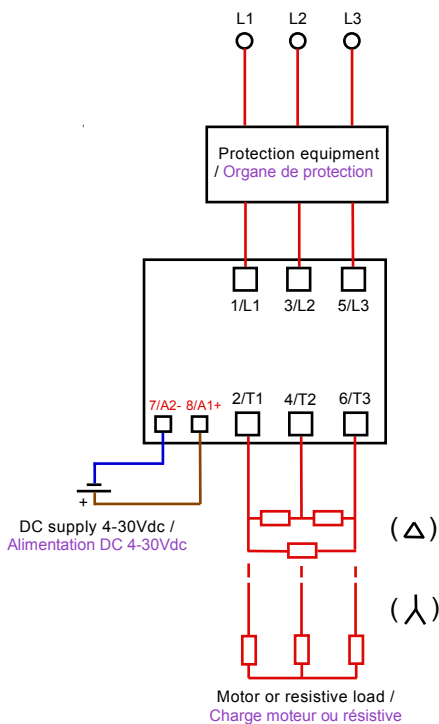 L1 L2 L3
Protection equipment
/ Organe de protection
1/L1 3/L2 5/L3
7/A2- 8/A1+ 2/T1 4/T2 6/T3
+
DC supply 4-30Vdc /
Alimentation DC 4-30Vdc
(Δ)
(⅄)
Motor or resistive load /
Charge moteur ou résistive